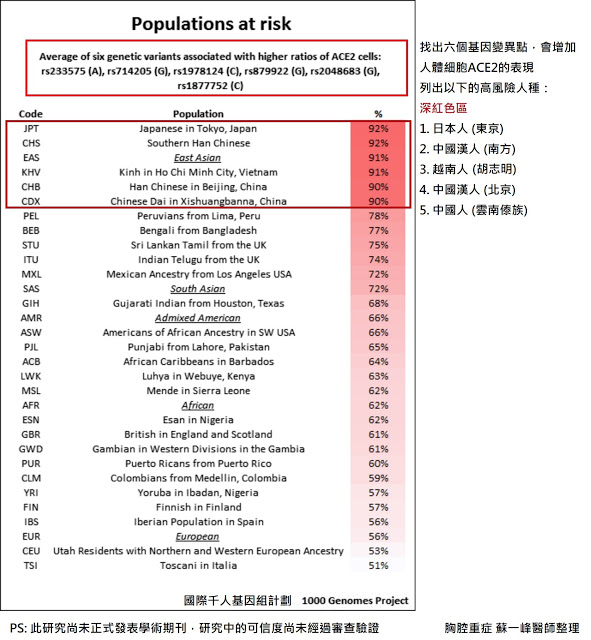 Populations at risk
Average of six genetic variants associated with higher ratios of ACE2 cells:
rs233575 (A), rs714205 (G), rs1978124 (C), rs879922 (G), rs2048683 (G),
rs1877752 (C)
Code Population %
JPT Japanese in Tokyo, Japan 92%
CHS Southern Han Chinese 92%
EAS East Asian 91%
KHV Kinh in Ho Chi Minh City, Vietnam 91%
CHB Han Chinese in Beijing, China 90%
CDX Chinese Dai in Xishuangbanna, China 90%
PEL Peruvians from Lima, Peru 78%
BEB Bengali from Bangladesh 77%
STU Sri Lankan Tamil from the UK 75%
ITU Indian Telugu from the UK 74%
MXL Mexican Ancestry from Los Angeles USA 72%
SAS South Asian 72%
GIH Gujarati Indian from Houston, Texas 68%
AMR Admixed American 66%
ASW Americans of African Ancestry in SW USA 66%
PJL Punjabi from Lahore, Pakistan 65%
ACB African Caribbeans in Barbados 64%
LWK Luhya in Webuye, Kenya 63%
MSL Mende in Sierra Leone 62%
AFR African 62%
ESN Esan in Nigeria 62%
GBR British in England and Scotland 61%
GWD Gambian in Western Divisions in the Gambia 61%
PUR Puerto Ricans from Puerto Rico 60%
CLM Colombians from Medellin, Colombia 59%
YRI Yoruba in Ibadan, Nigeria 57%
FIN Finnish in Finland 57%
IBS Iberian Population in Spain 56%
EUR European 56%
CEU Utah Residents with Northern and Western European Ancestry 53%
TSI Toscani in Italia 51%
國際千人基因組計劃 1000 Genomes Project
找出六個基因變異點，會增加
人體細胞ACE2的表現
列出以下的高風險人種：
深紅色區
1. 日本人 (東京)
2. 中國漢人 (南方)
3. 越南人 (胡志明)
4. 中國漢人 (北京)
5. 中國人 (雲南傣族)
PS: 此研究尚未正式發表學術期刊，研究中的可信度尚未經過審查驗證
胸腔重症 蘇一峰醫師整理